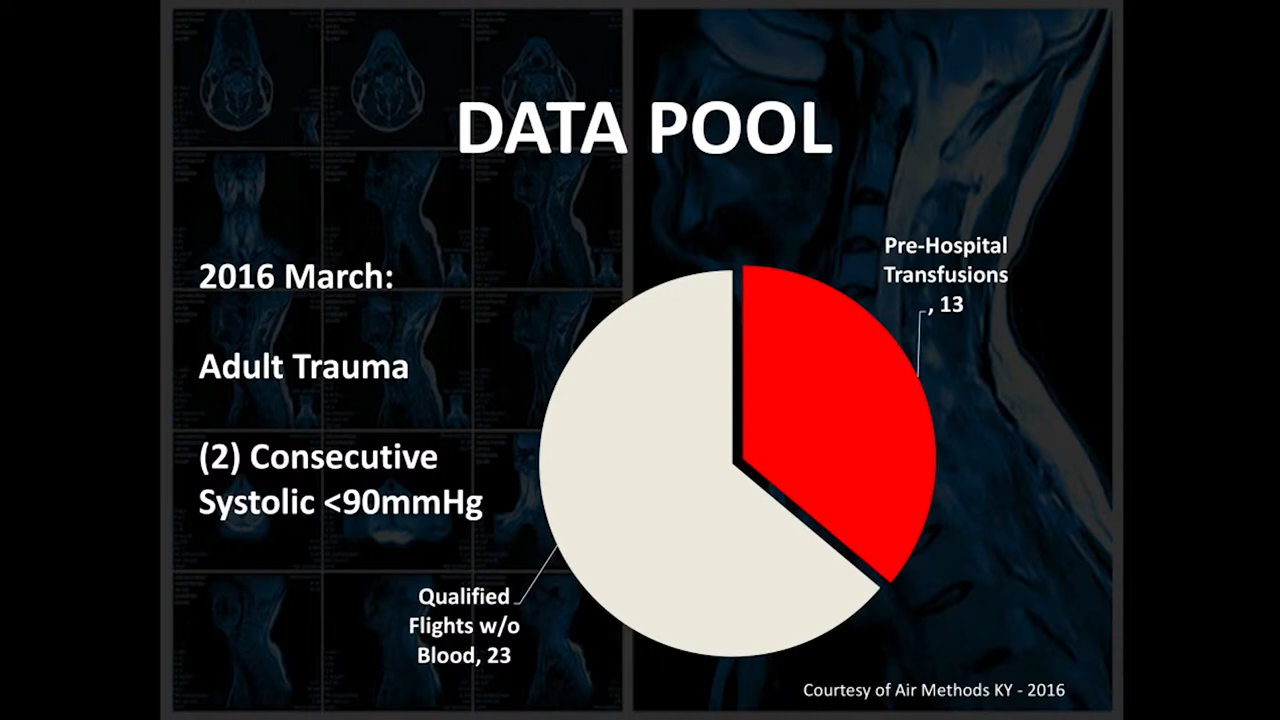 DATA POOL
2016 March:
Adult Trauma
(2) Consecutive
Systolic <90mmHg
Pre-Hospital
Transfusions
, 13
Qualified
Flights w/o
Blood, 23
Courtesy of Air Methods KY - 2016